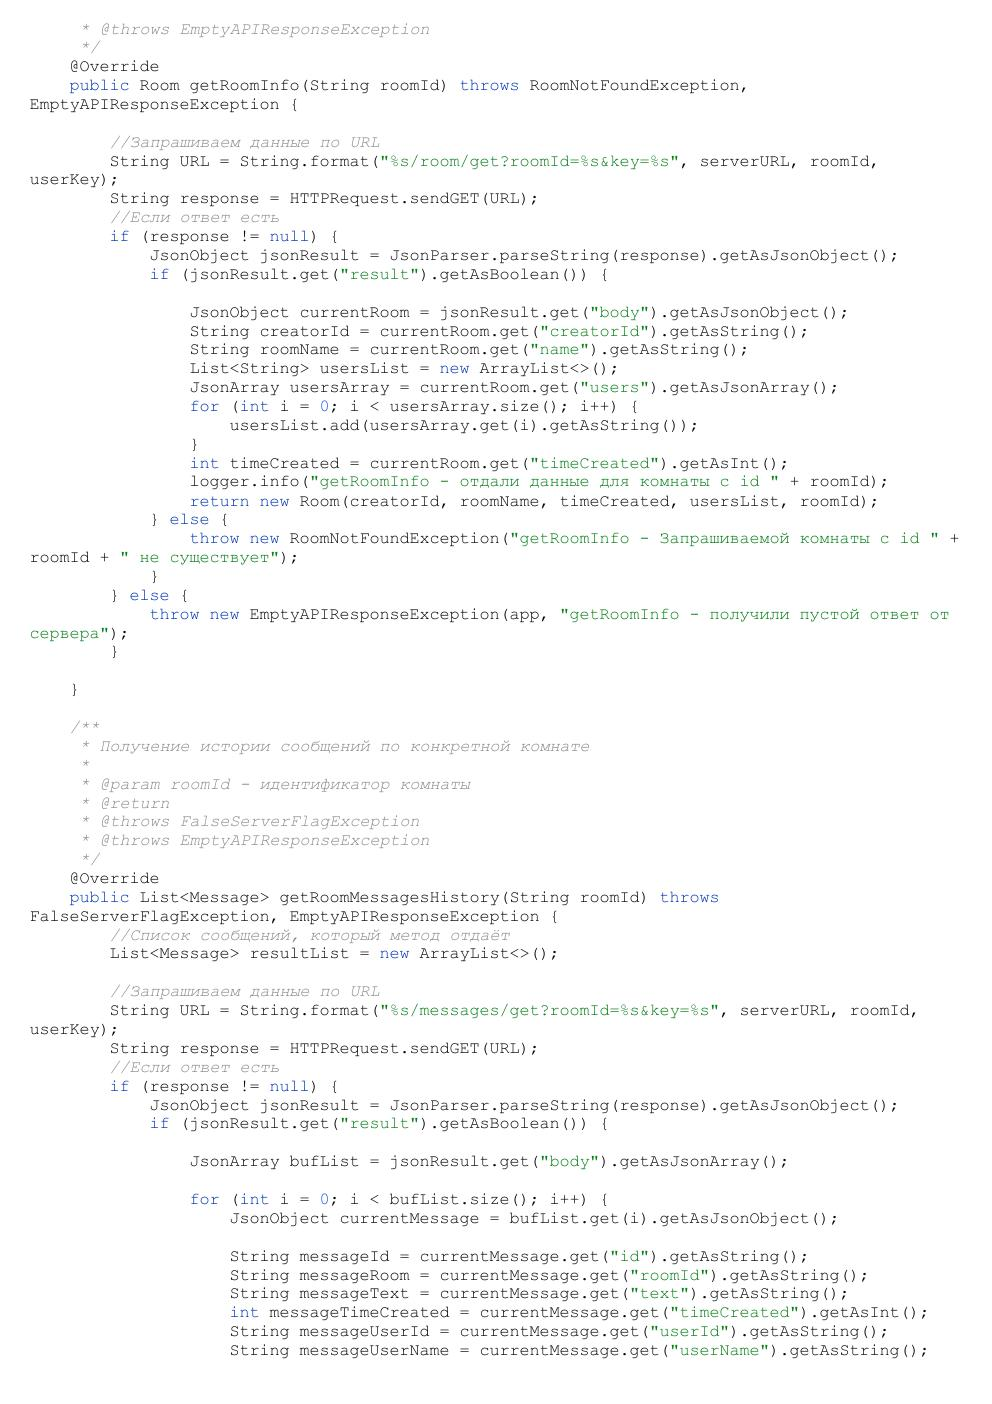 * @throws EmptyAPIResponseException
     */
    @Override
    public Room getRoomInfo(String roomId) throws RoomNotFoundException,
EmptyAPIResponseException {

        //Запрашиваем данные по URL
        String URL = String.format("%s/room/get?roomId=%s&key=%s", serverURL, roomId,
userKey);
        String response = HTTPRequest.sendGET(URL);
        //Если ответ есть
        if (response != null) {
            JsonObject jsonResult = JsonParser.parseString(response).getAsJsonObject();
            if (jsonResult.get("result").getAsBoolean()) {

                JsonObject currentRoom = jsonResult.get("body").getAsJsonObject();
                String creatorId = currentRoom.get("creatorId").getAsString();
                String roomName = currentRoom.get("name").getAsString();
                List<String> usersList = new ArrayList<>();
                JsonArray usersArray = currentRoom.get("users").getAsJsonArray();
                for (int i = 0; i < usersArray.size(); i++) {
                    usersList.add(usersArray.get(i).getAsString());
                }
                int timeCreated = currentRoom.get("timeCreated").getAsInt();
                logger.info("getRoomInfo - отдали данные для комнаты с id " + roomId);
                return new Room(creatorId, roomName, timeCreated, usersList, roomId);
            } else {
                throw new RoomNotFoundException("getRoomInfo - Запрашиваемой комнаты с id " +
roomId + " не существует");
            }
        } else {
            throw new EmptyAPIResponseException(app, "getRoomInfo - получили пустой ответ от
сервера");
        }

    }

    /**
     * Получение истории сообщений по конкретной комнате
     *
     * @param roomId - идентификатор комнаты
     * @return
     * @throws FalseServerFlagException
     * @throws EmptyAPIResponseException
     */
    @Override
    public List<Message> getRoomMessagesHistory(String roomId) throws
FalseServerFlagException, EmptyAPIResponseException {
        //Список сообщений, который метод отдаёт
        List<Message> resultList = new ArrayList<>();

        //Запрашиваем данные по URL
        String URL = String.format("%s/messages/get?roomId=%s&key=%s", serverURL, roomId,
userKey);
        String response = HTTPRequest.sendGET(URL);
        //Если ответ есть
        if (response != null) {
            JsonObject jsonResult = JsonParser.parseString(response).getAsJsonObject();
            if (jsonResult.get("result").getAsBoolean()) {

                JsonArray bufList = jsonResult.get("body").getAsJsonArray();

                for (int i = 0; i < bufList.size(); i++) {
                    JsonObject currentMessage = bufList.get(i).getAsJsonObject();

                    String messageId = currentMessage.get("id").getAsString();
                    String messageRoom = currentMessage.get("roomId").getAsString();
                    String messageText = currentMessage.get("text").getAsString();
                    int messageTimeCreated = currentMessage.get("timeCreated").getAsInt();
                    String messageUserId = currentMessage.get("userId").getAsString();
                    String messageUserName = currentMessage.get("userName").getAsString();